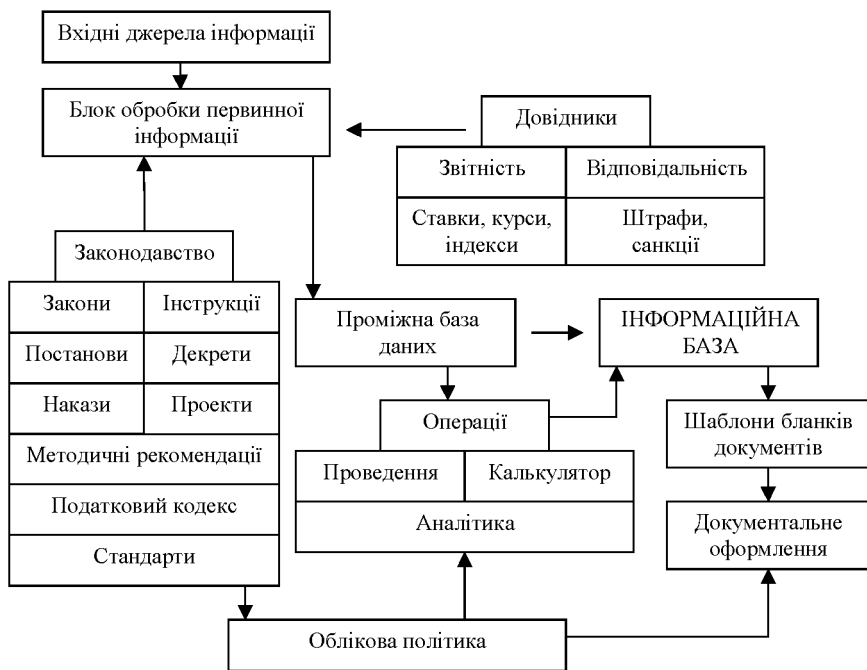 Вхідні джерела інформації
Блок обробки первинної
інформації
Довідники
Звітність
Відповідальність
Ставки, курси,
індекси
Штрафи,
санкції
Законодавство
Закони
Інструкції
Постанови
Декрети
Накази
Проекти
Методичні рекомендації
Податковий кодекс
Стандарти
Проміжна база
даних
ІНФОРМАЦІЙНА
БАЗА
Операції
Проведення
Калькулятор
Аналітика
Шаблони бланків
документів
Документальне
оформлення
Облікова політика